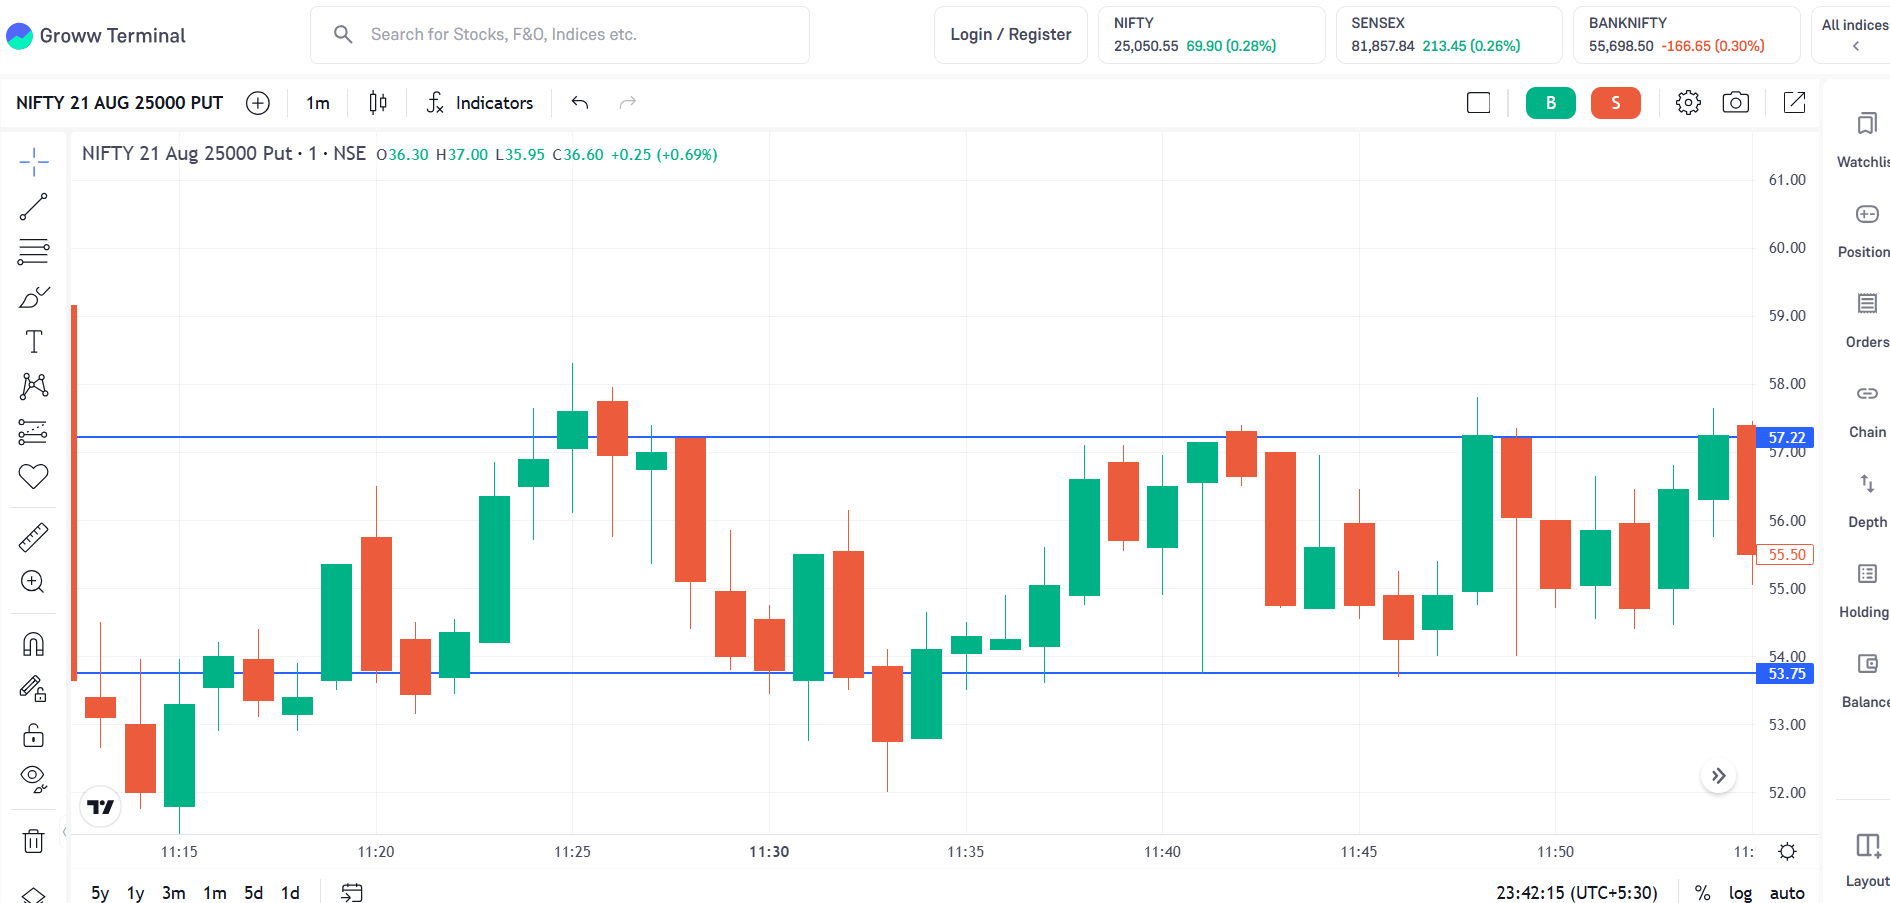 Groww Terminal
Search for Stocks, F&O, Indices etc.
Login / Register
NIFTY
25,050.55 69.90 (0.28%)
SENSEX
81,857.84 213.45 (0.26%)
BANKNIFTY
55,698.50 -166.65 (0.30%)
All indices
NIFTY 21 AUG 25000 PUT
1m
Indicators
B
S
NIFTY 21 Aug 25000 Put · 1 · NSE O36.30 H37.00 L35.95 C36.60 +0.25 (+0.69%)
61.00
60.00
59.00
58.00
57.22
57.00
56.00
55.50
55.00
54.00
53.75
53.00
52.00
11:15
11:20
11:25
11:30
11:35
11:40
11:45
11:50
11:
5y 1y 3m 1m 5d 1d
23:42:15 (UTC+5:30)
% log auto
Watchlis
Position
Orders
Chain
Depth
Holding
Balance
Layout